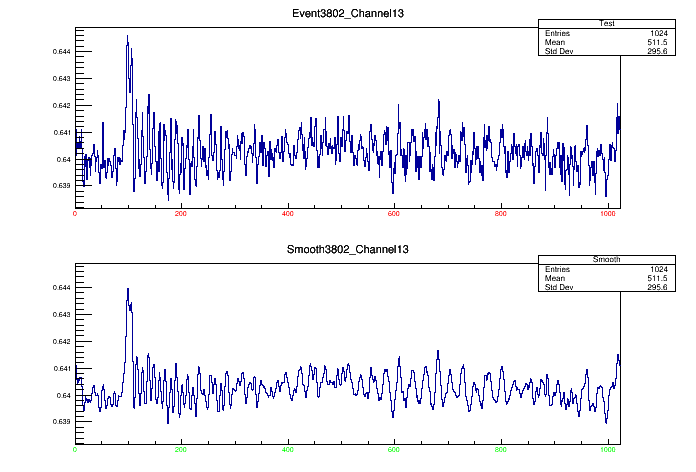 Event3802_Channel13
Test
Entries 1024
Mean 511.5
Std Dev 295.6
0.644
0.643
0.642
0.641
0.64
0.639
0 200 400 600 800 1000
Smooth3802_Channel13
Smooth
Entries 1024
Mean 511.5
Std Dev 295.6
0.644
0.643
0.642
0.641
0.64
0.639
0 200 400 600 800 1000